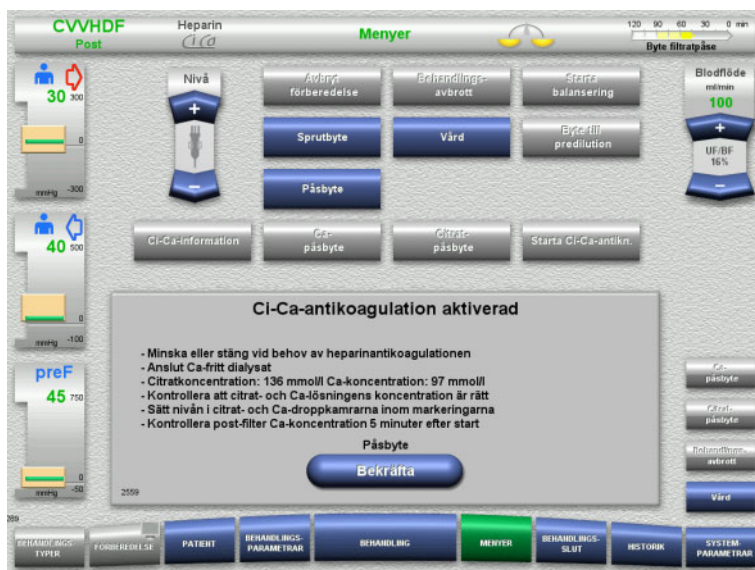 CVVHDF
Post
Heparin
Ci Ca
Menyer
120 90 60 30 0 min
Byte filtratpåse
30
300
0
-300
mmHg
40
500
0
-100
mmHg
preF
45
750
0
-50
mmHg
Nivå
+
−
Avbryt
förberedelse
Behandlings-
avbrott
Starta
balansering
Sprutbyte
Vård
Byte till
predilution
Påsbyte
Blodflöde
ml/min
100
+
UF/BF
16%
−
Ci-Ca-information
Ca-
påsbyte
Citrat-
påsbyte
Starta Ci-Ca-antikn.
Ci-Ca-antikoagulation aktiverad
- Minska eller stäng vid behov av heparinantikoagulationen
- Anslut Ca-fritt dialysat
- Citratkoncentration: 136 mmol/l Ca-koncentration: 97 mmol/l
- Kontrollera att citrat- och Ca-lösningens koncentration är rätt
- Sätt nivån i citrat- och Ca-droppkamrarna inom markeringarna
- Kontrollera post-filter Ca-koncentration 5 minuter efter start
Påsbyte
Bekräfta
2559
Ca-
påsbyte
Citrat-
påsbyte
Behandlings-
avbrott
Vård
BEHANDLINGS-
TYPER
FÖRBEREDELSE
PATIENT
BEHANDLINGS-
PARAMETRAR
BEHANDLING
MENYER
BEHANDLINGS-
SLUT
HISTORIK
SYSTEM-
PARAMETRAR